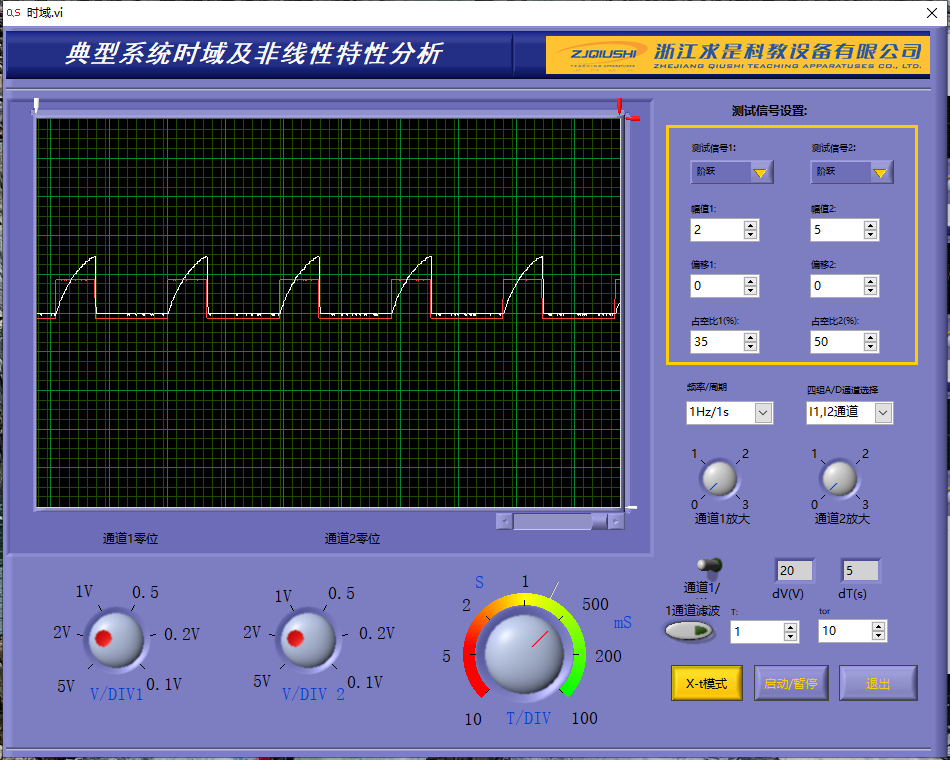 时域.vi
典型系统时域及非线性特性分析
ZJQIUSHI
浙江求是科教设备有限公司
ZHEJIANG QIUSHI TEACHING APPARATUSES CO., LTD.
测试信号设置:
测试信号1:
测试信号2:
阶跃
阶跃
幅值1:
幅值2:
2
5
偏移1:
偏移2:
0
0
占空比1(%):
占空比2(%):
35
50
频率/周期
四组A/D通道选择
1Hz/1s
I1,I2通道
1 2
0 3
通道1放大
1 2
0 3
通道2放大
通道1零位
通道2零位
1V 0.5
2V 0.2V
5V 0.1V
V/DIV1
1V 0.5
2V 0.2V
5V 0.1V
V/DIV 2
S 1
2 500
mS
5 200
10 T/DIV 100
通道1/
...
20
5
dV(V)
dT(s)
1通道滤波
T:
tor
1
10
X-t模式
启动/暂停
退出